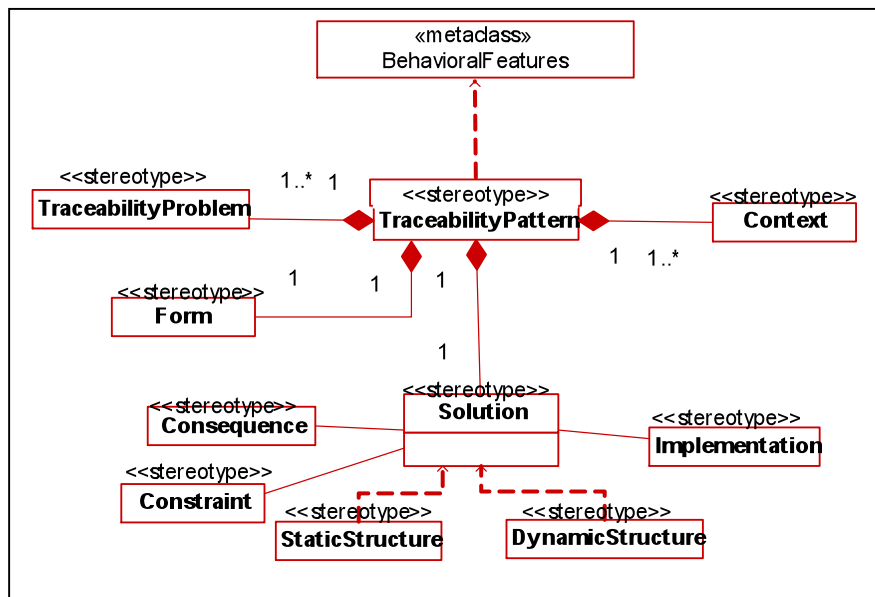 «metaclass»
BehavioralFeatures
<<stereotype>>
TraceabilityProblem
1..* 1
<<stereotype>>
TraceabilityPattern
<<stereotype>>
Context
1 1..*
<<stereotype>>
Form
1 1 1
1
<<stereotype>>
Solution
<<stereotype>>
Consequence
<<stereotype>>
Implementation
<<stereotype>>
Constraint
<<stereotype>>
StaticStructure
<<stereotype>>
DynamicStructure